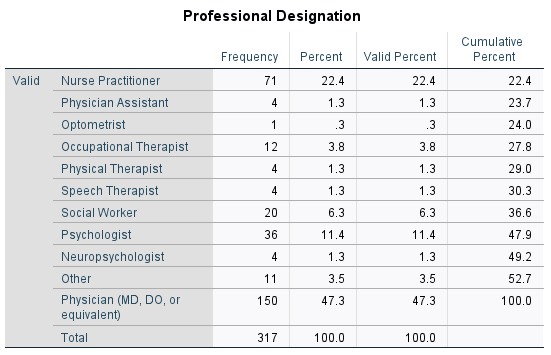 Professional Designation
Frequency Percent Valid Percent Cumulative Percent
Valid Nurse Practitioner 71 22.4 22.4 22.4
Physician Assistant 4 1.3 1.3 23.7
Optometrist 1 .3 .3 24.0
Occupational Therapist 12 3.8 3.8 27.8
Physical Therapist 4 1.3 1.3 29.0
Speech Therapist 4 1.3 1.3 30.3
Social Worker 20 6.3 6.3 36.6
Psychologist 36 11.4 11.4 47.9
Neuropsychologist 4 1.3 1.3 49.2
Other 11 3.5 3.5 52.7
Physician (MD, DO, or equivalent) 150 47.3 47.3 100.0
Total 317 100.0 100.0